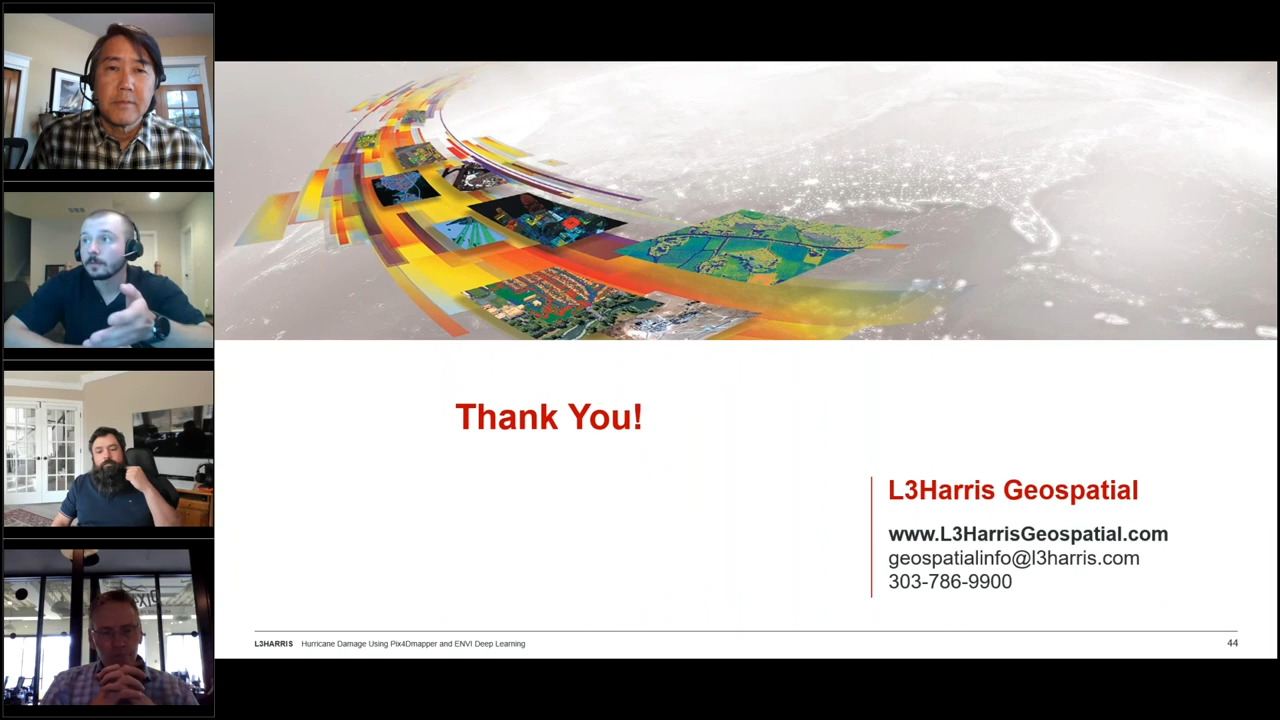 Thank You!
L3Harris Geospatial
www.L3HarrisGeospatial.com
geospatialinfo@l3harris.com
303-786-9900
L3HARRIS Hurricane Damage Using Pix4Dmapper and ENVI Deep Learning
44